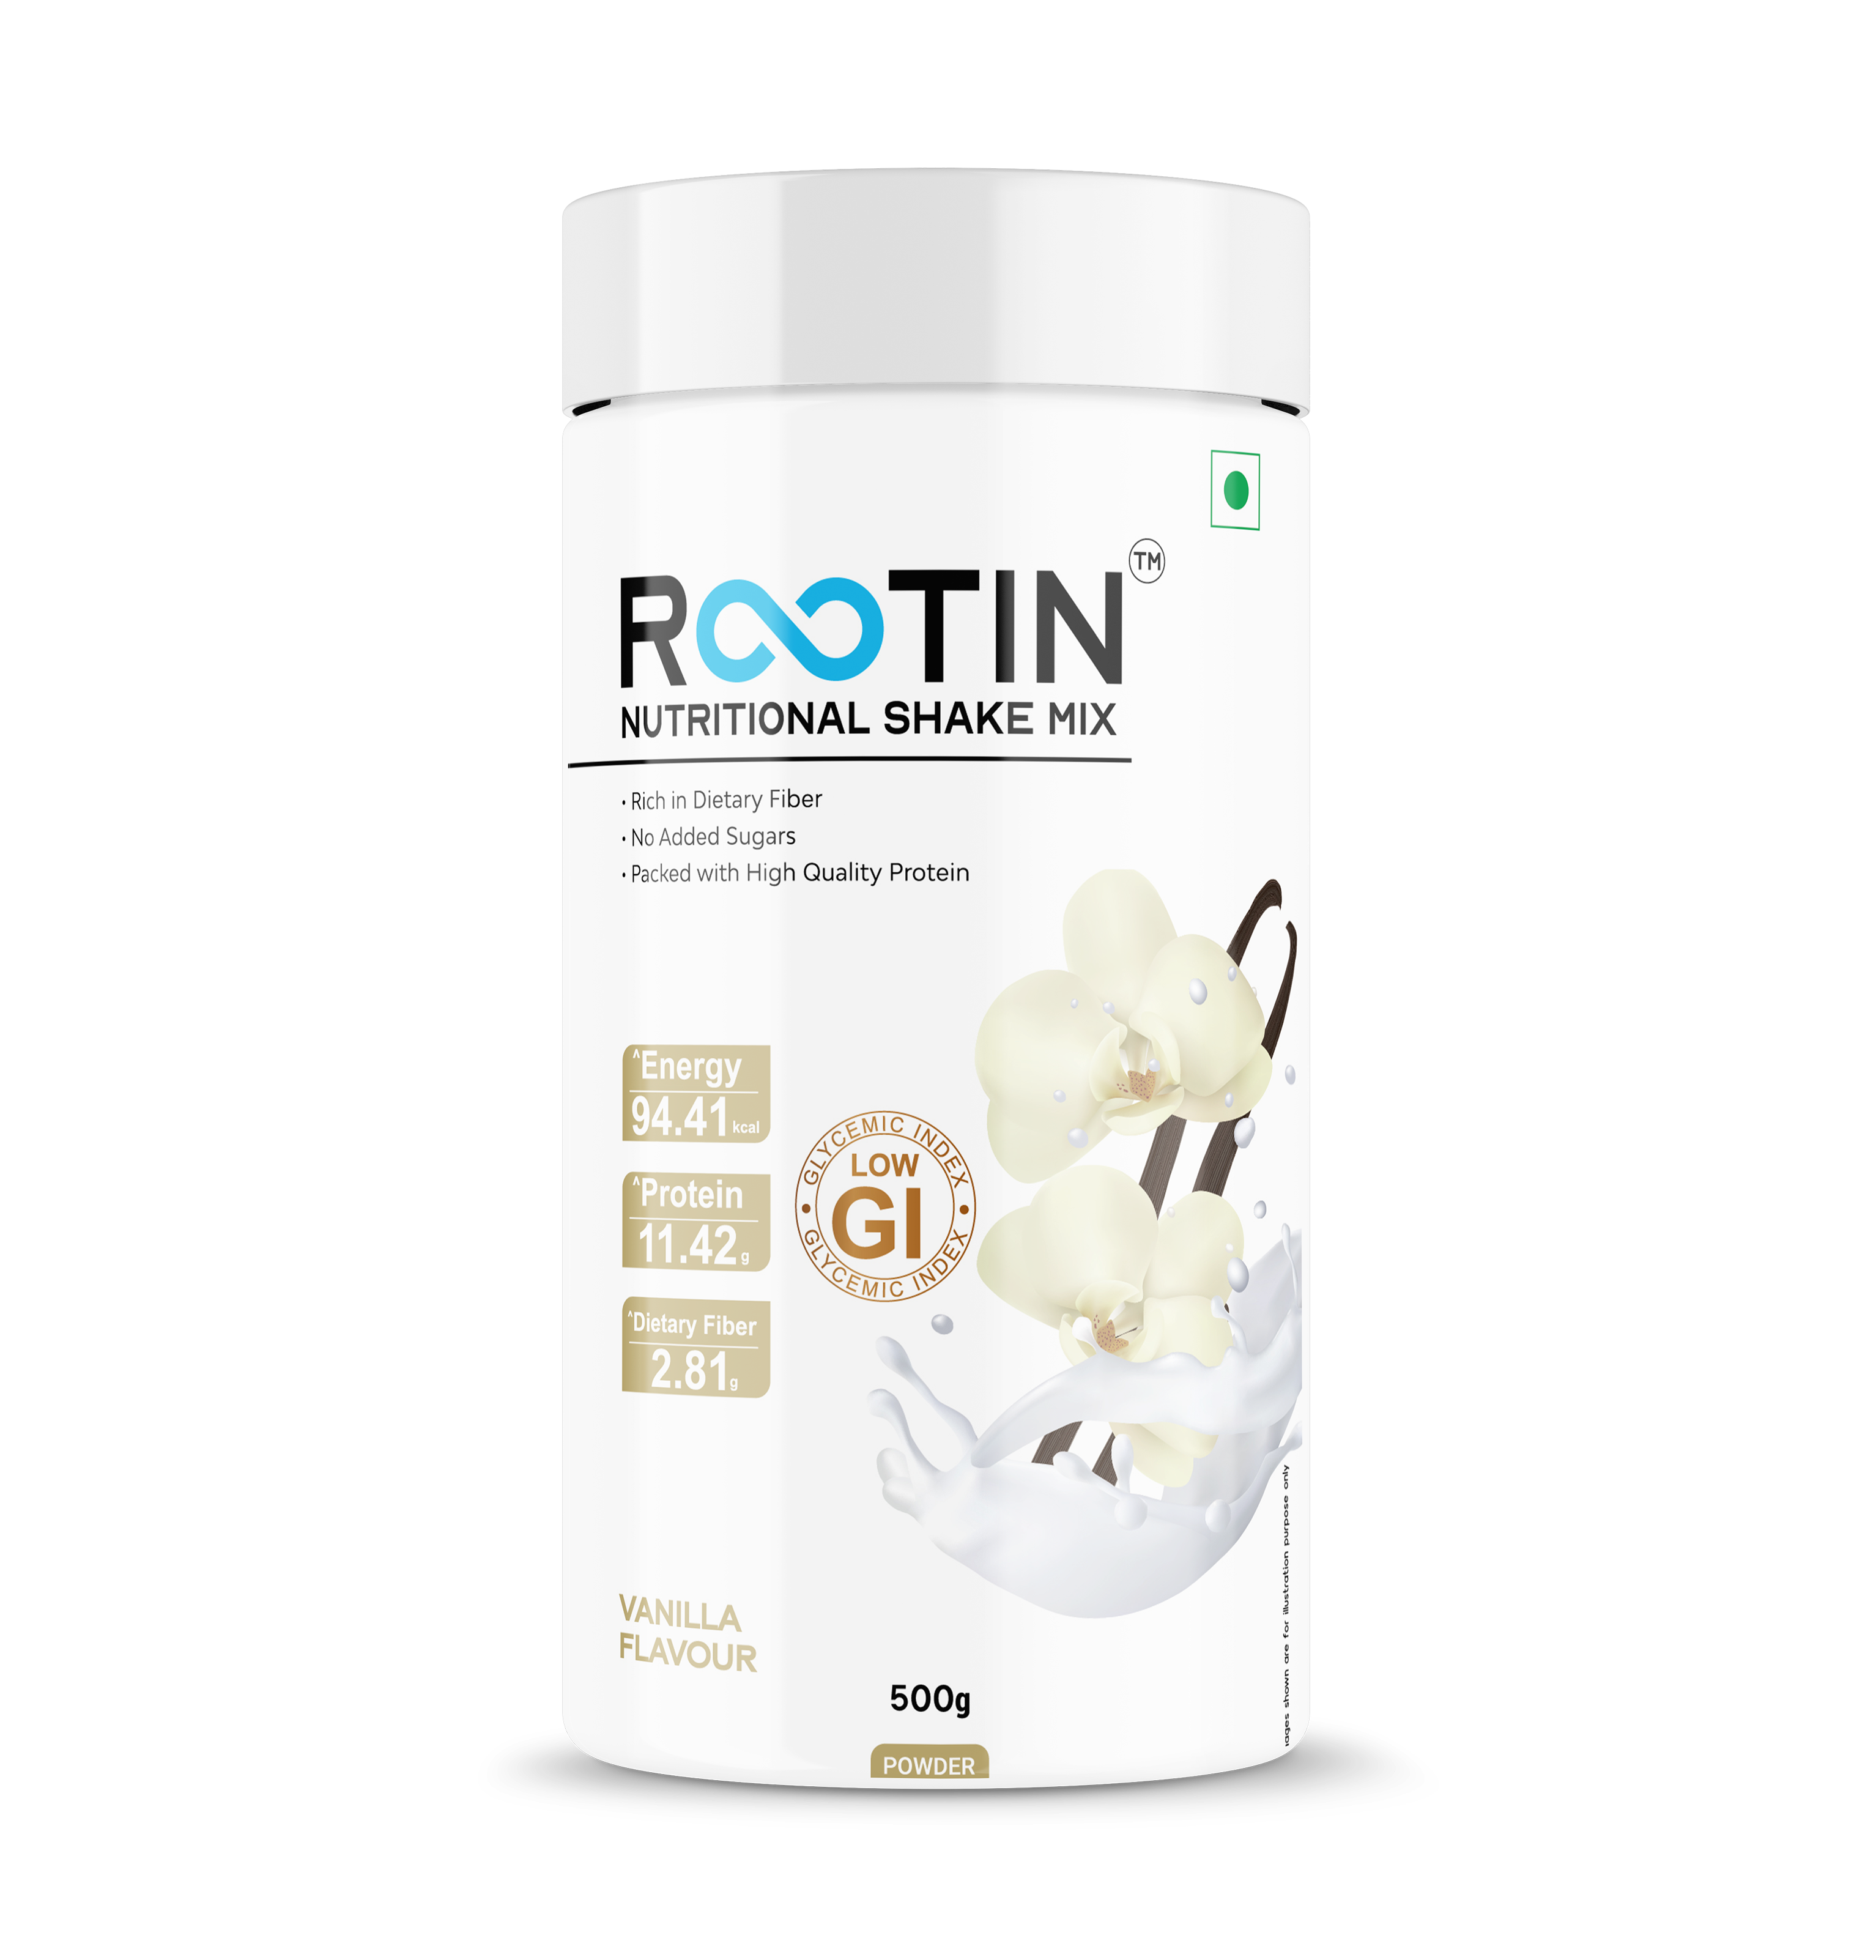 ROOTIN™
NUTRITIONAL SHAKE MIX
• Rich in Dietary Fiber
• No Added Sugars
• Packed with High Quality Protein
^Energy
94.41 kcal
^Protein
11.42 g
^Dietary Fiber
2.81 g
GLYCEMIC INDEX
LOW
GI
GLYCEMIC INDEX
shown are for illustration purpose only
VANILLA
FLAVOUR
500g
POWDER